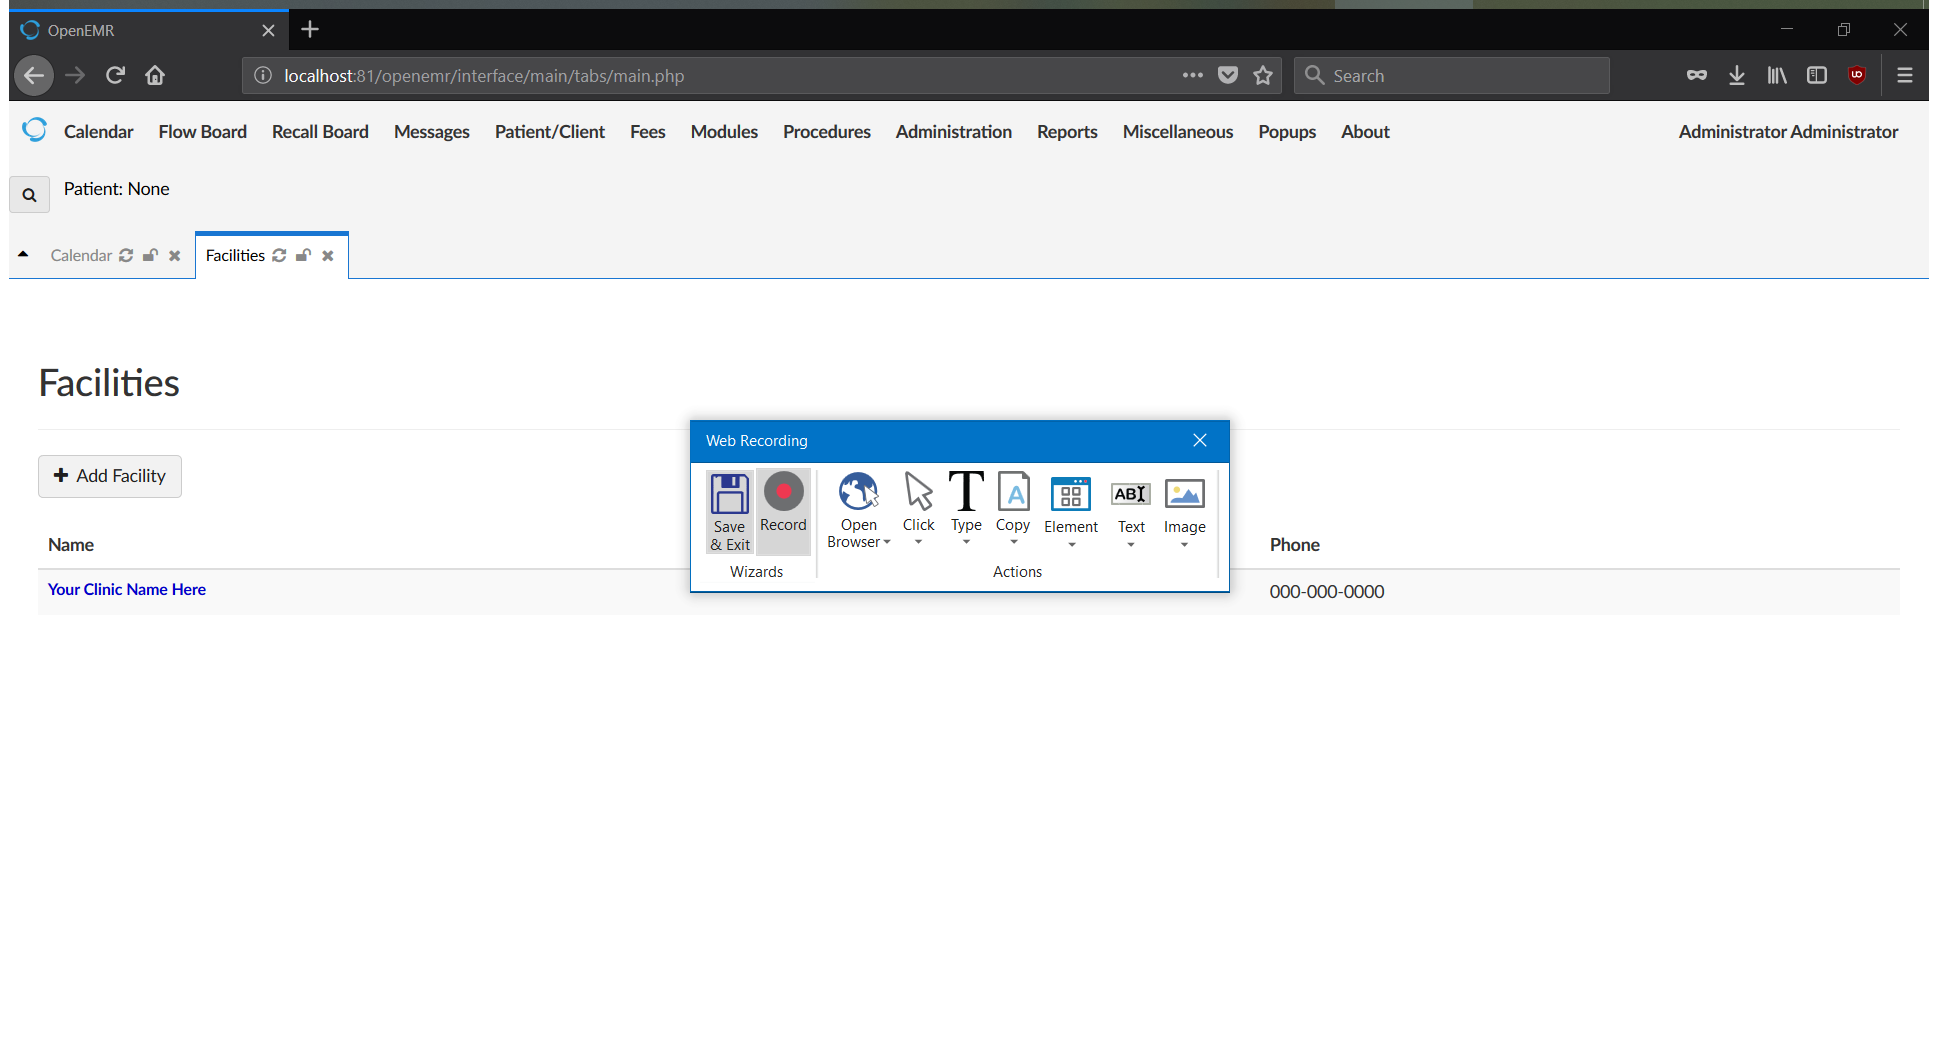 OpenEMR
localhost:81/openemr/interface/main/tabs/main.php
Search
Calendar Flow Board Recall Board Messages Patient/Client Fees Modules Procedures Administration Reports Miscellaneous Popups About Administrator Administrator
Patient: None
Calendar Facilities
Facilities
Add Facility
Web Recording
Save & Exit
Record
Open Browser
Click
Type
Copy
Element
Text
Image
Wizards
Actions
Name Phone
Your Clinic Name Here 000-000-0000